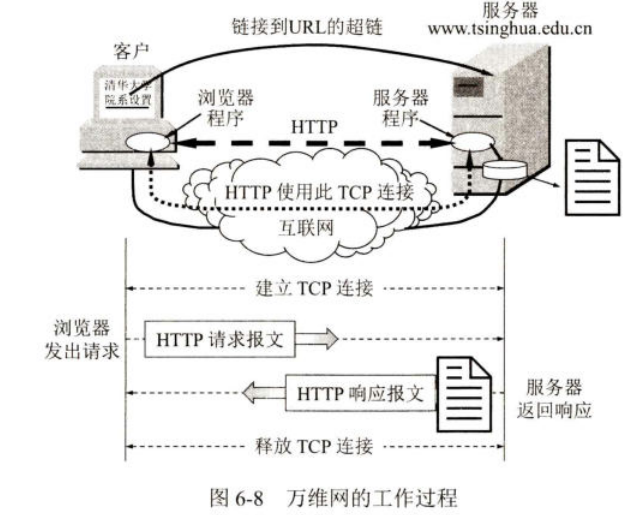 服务器
链接到URL的超链 www.tsinghua.edu.cn
客户
清华大学
院系设置
浏览器
程序
服务器
程序
HTTP
HTTP 使用此 TCP 连接
互联网
建立 TCP 连接
浏览器
发出请求
HTTP 请求报文
HTTP 响应报文
服务器
返回响应
释放 TCP 连接
图 6-8 万维网的工作过程